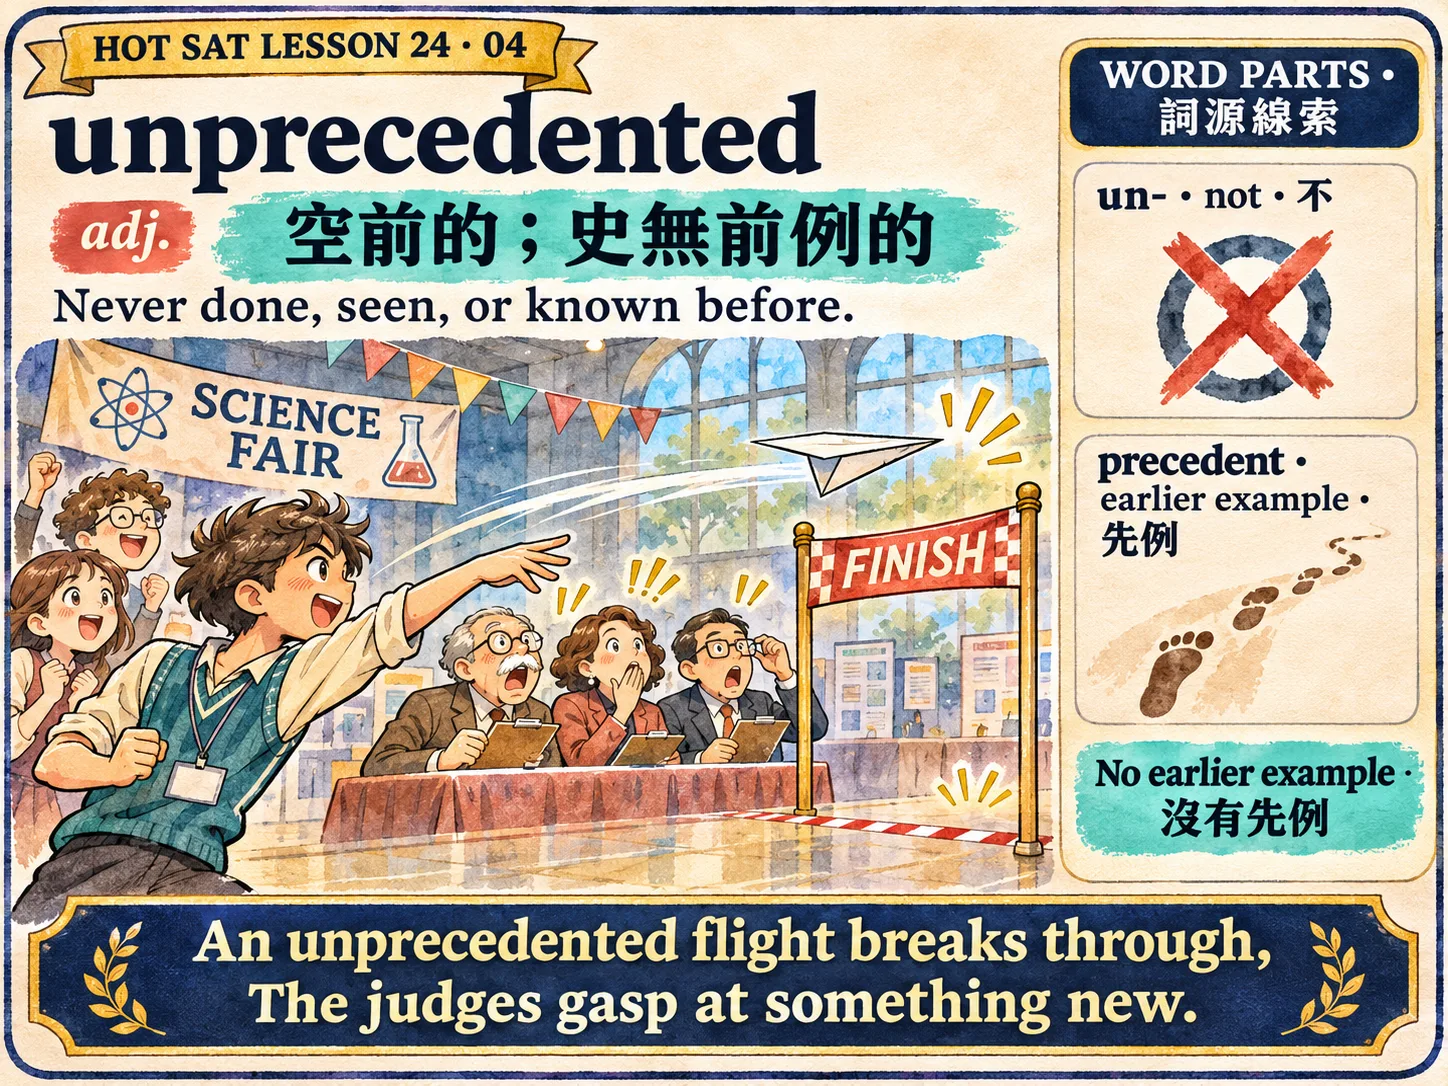 HOT SAT LESSON 24 · 04
unprecedented
adj.
空前的；史無前例的
Never done, seen, or known before.
SCIENCE
FAIR
FINISH
WORD PARTS •
詞源線索
un- • not • 不
precedent •
earlier example •
先例
No earlier example ·
沒有先例
An unprecedented flight breaks through,
The judges gasp at something new.